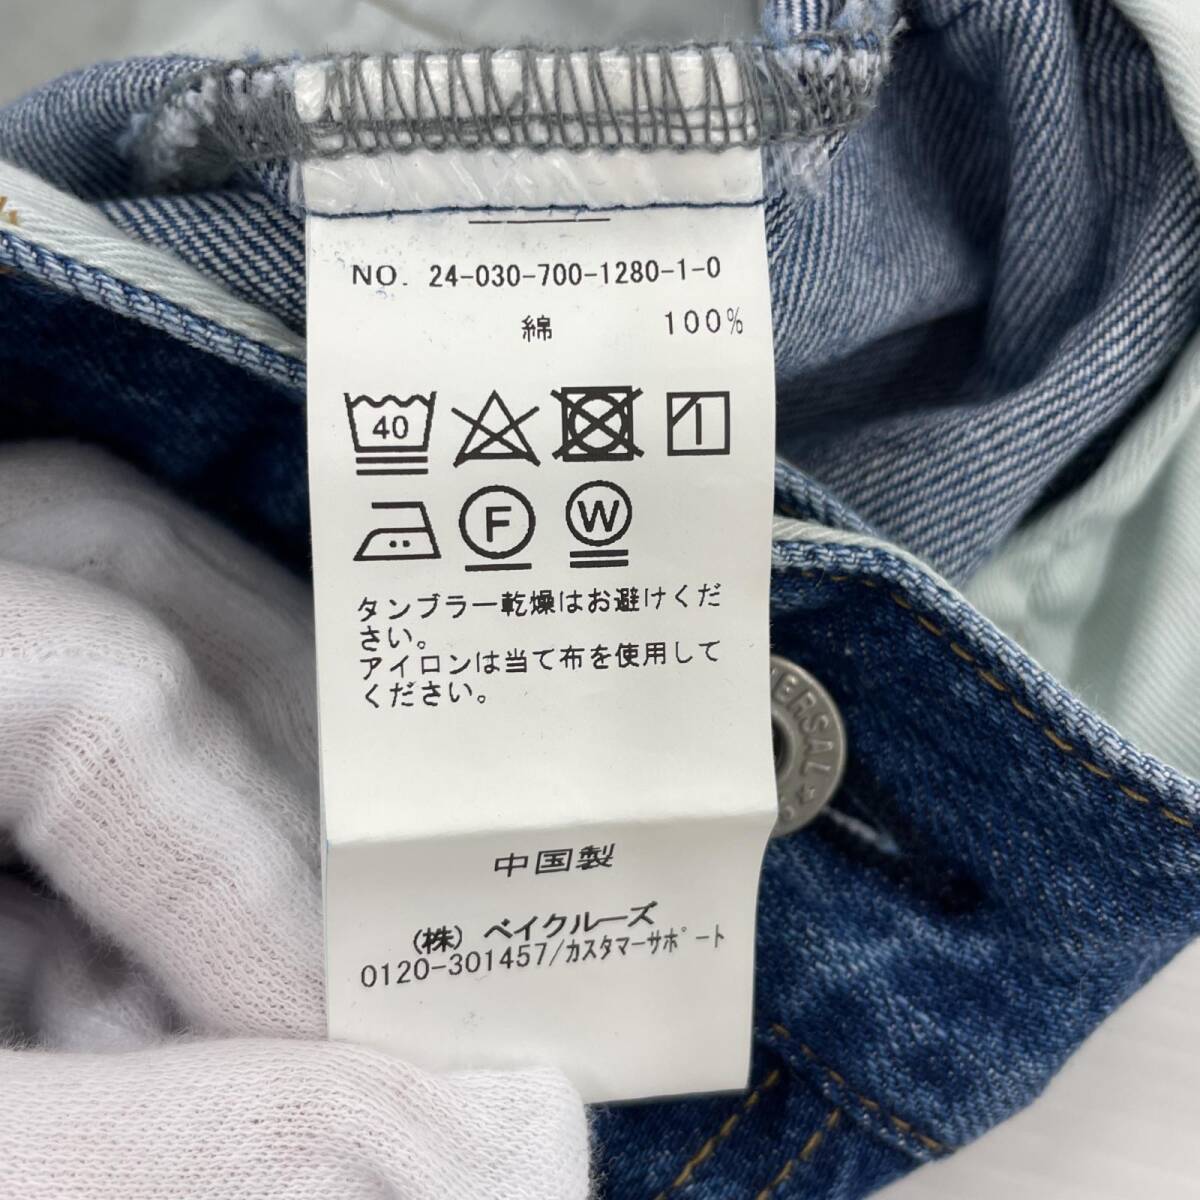 NO. 24-030-700-1280-1-0
綿 100%
40
F W
タンブラー乾燥はお避けくだ
さい。
アイロンは当て布を使用して
ください。
中国製
(株) ベイクルーズ
0120-301457/カスタマーサポート
VERSAL